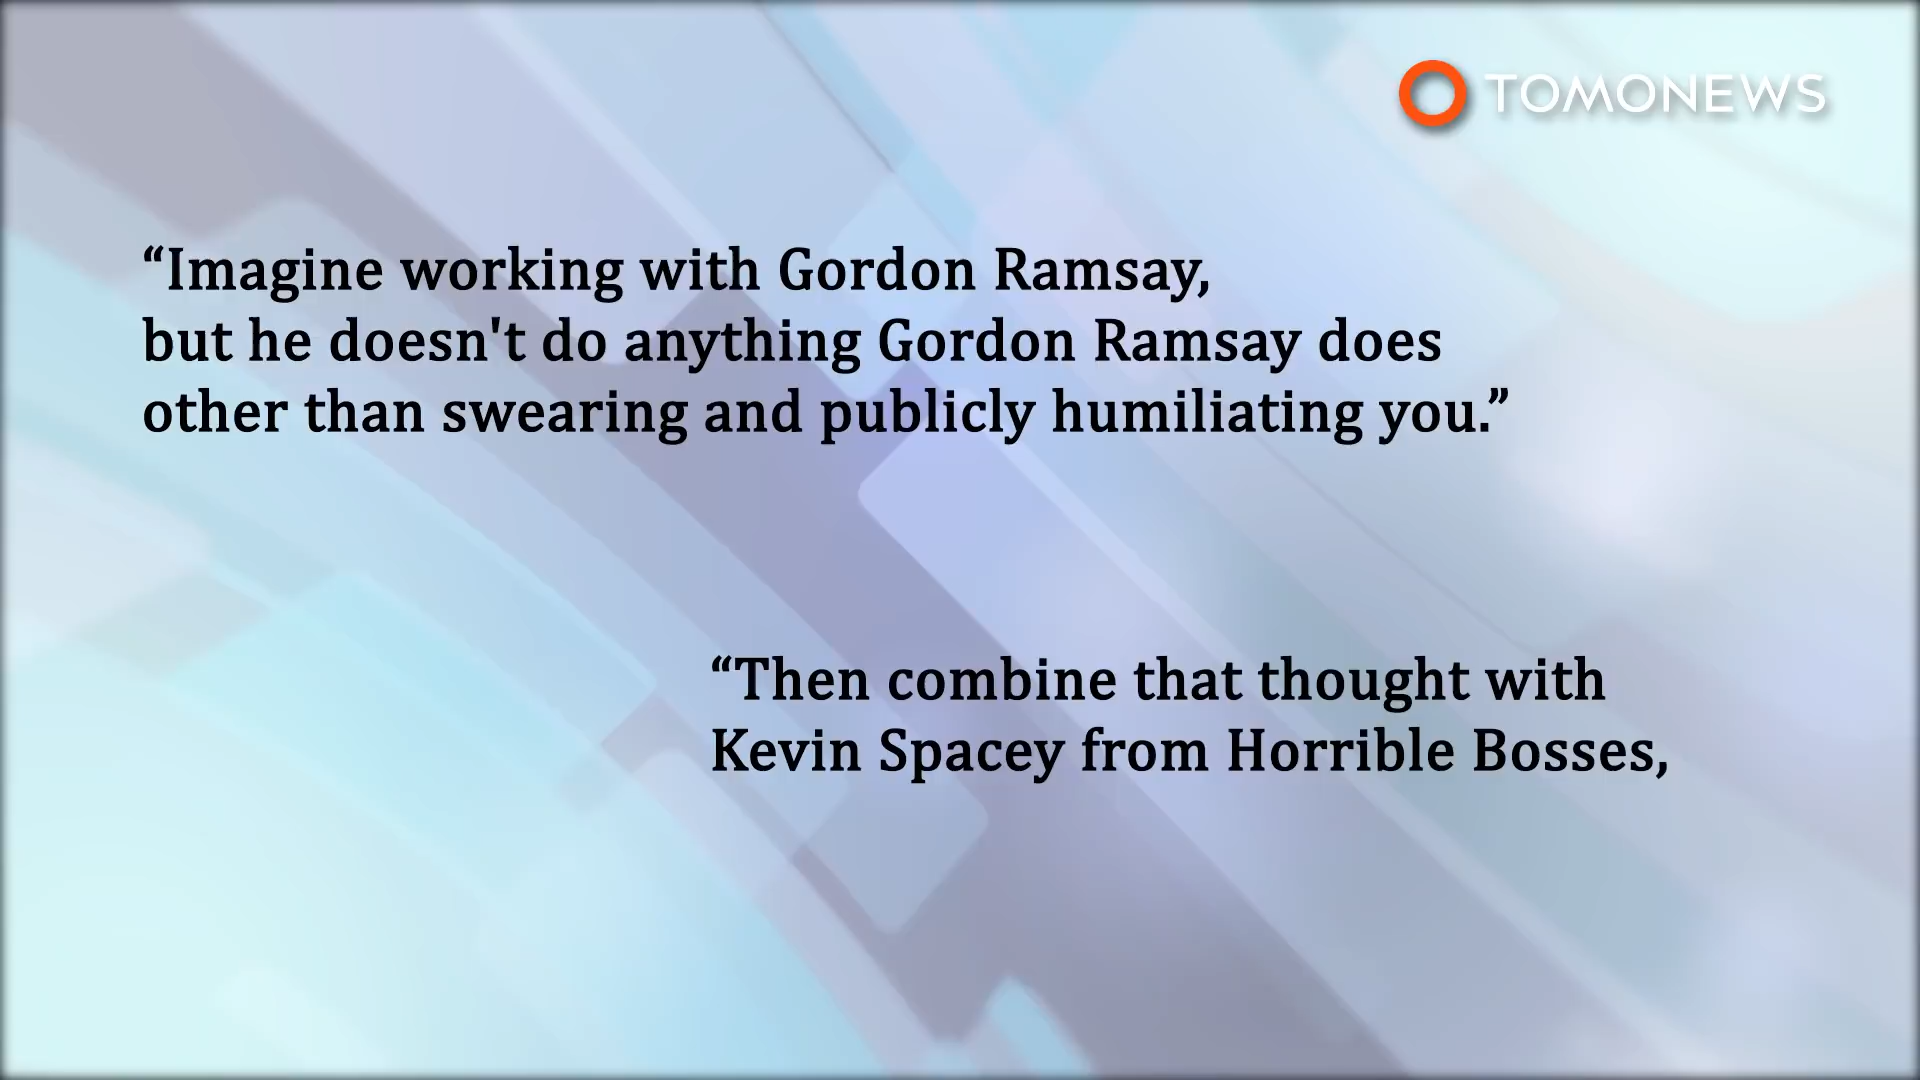 TOMONEWS
“Imagine working with Gordon Ramsay,
but he doesn't do anything Gordon Ramsay does
other than swearing and publicly humiliating you.”
“Then combine that thought with
Kevin Spacey from Horrible Bosses,